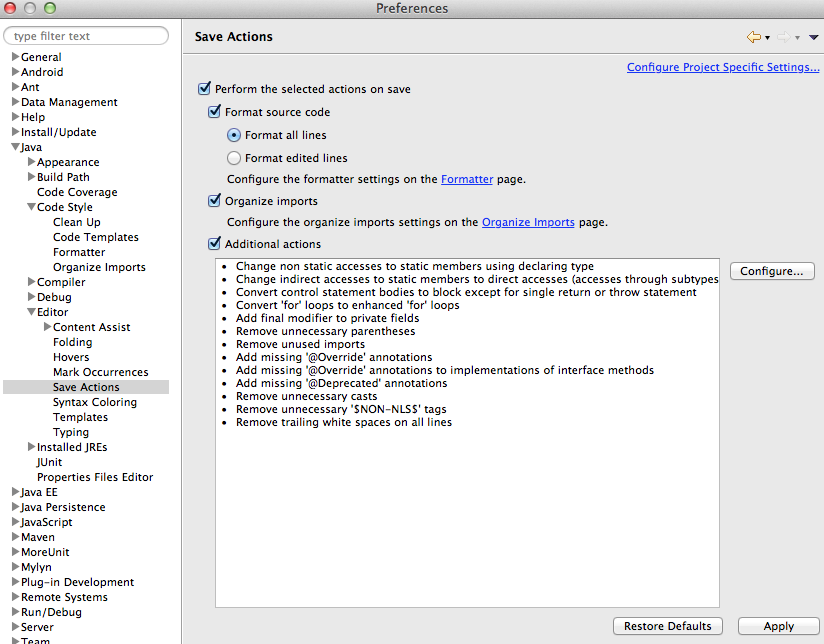 Preferences
type filter text
General
Android
Ant
Data Management
Help
Install/Update
Java
Appearance
Build Path
Code Coverage
Code Style
Clean Up
Code Templates
Formatter
Organize Imports
Compiler
Debug
Editor
Content Assist
Folding
Hovers
Mark Occurrences
Save Actions
Syntax Coloring
Templates
Typing
Installed JREs
JUnit
Properties Files Editor
Java EE
Java Persistence
JavaScript
Maven
MoreUnit
Mylyn
Plug-in Development
Remote Systems
Run/Debug
Server
Team
Save Actions
Configure Project Specific Settings...
Perform the selected actions on save
Format source code
Format all lines
Format edited lines
Configure the formatter settings on the Formatter page.
Organize imports
Configure the organize imports settings on the Organize Imports page.
Additional actions
• Change non static accesses to static members using declaring type
• Change indirect accesses to static members to direct accesses (accesses through subtypes
• Convert control statement bodies to block except for single return or throw statement
• Convert 'for' loops to enhanced 'for' loops
• Add final modifier to private fields
• Remove unnecessary parentheses
• Remove unused imports
• Add missing '@Override' annotations
• Add missing '@Override' annotations to implementations of interface methods
• Add missing '@Deprecated' annotations
• Remove unnecessary casts
• Remove unnecessary '$NON-NLS$' tags
• Remove trailing white spaces on all lines
Configure...
Restore Defaults
Apply